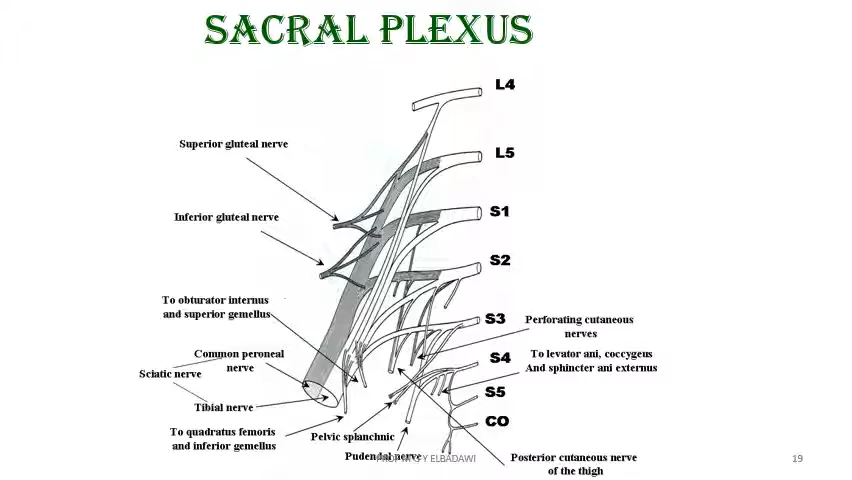 SACRAL PLEXUS
L4
Superior gluteal nerve
L5
Inferior gluteal nerve
S1
S2
To obturator internus
and superior gemellus
S3
Perforating cutaneous
nerves
Common peroneal
nerve
Sciatic nerve
S4
To levator ani, coccygeus
And sphincter ani externus
S5
Tibial nerve
CO
To quadratus femoris
and inferior gemellus
Pelvic splanchnic
Pudendal nerve
ELBADAWI
Posterior cutaneous nerve
of the thigh
19